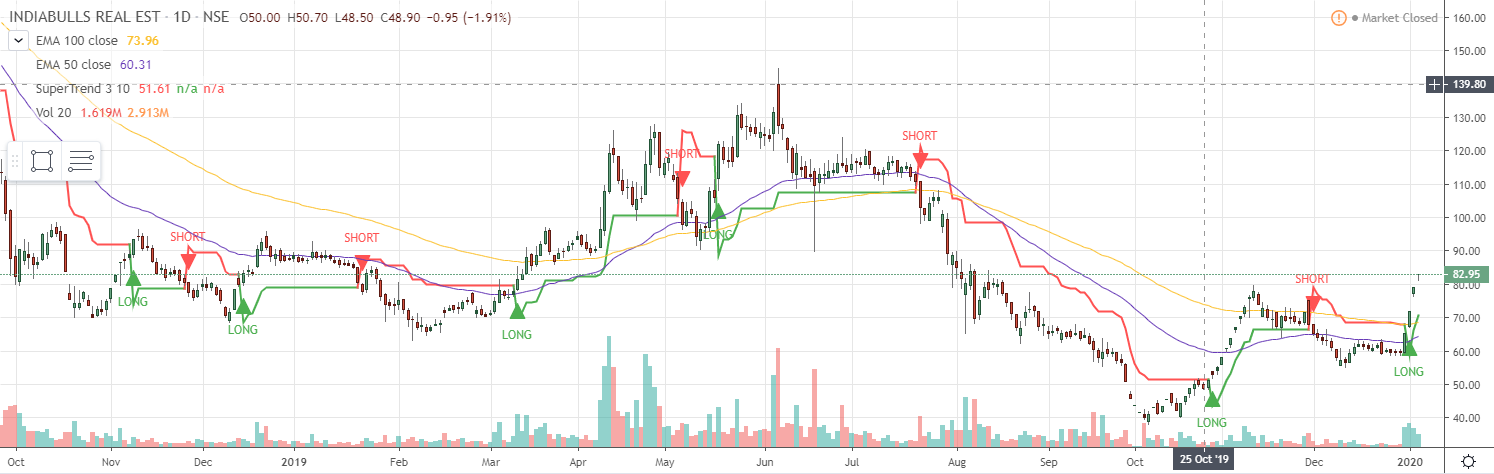 INDIABULLS REAL EST · 1D · NSE O50.00 H50.70 L48.50 C48.90 −0.95 (−1.91%)
Market Closed
EMA 100 close 73.96
EMA 50 close 60.31
SuperTrend 3 10 51.61 n/a n/a
Vol 20 1.619M 2.913M
160.00
150.00
139.80
130.00
120.00
110.00
100.00
90.00
82.95
80.00
70.00
60.00
50.00
40.00
SHORT
SHORT
SHORT
SHORT
SHORT
LONG
LONG
LONG
LONG
LONG
LONG
Oct Nov Dec 2019 Feb Mar Apr May Jun Jul Aug Sep Oct 25 Oct '19 Dec 2020